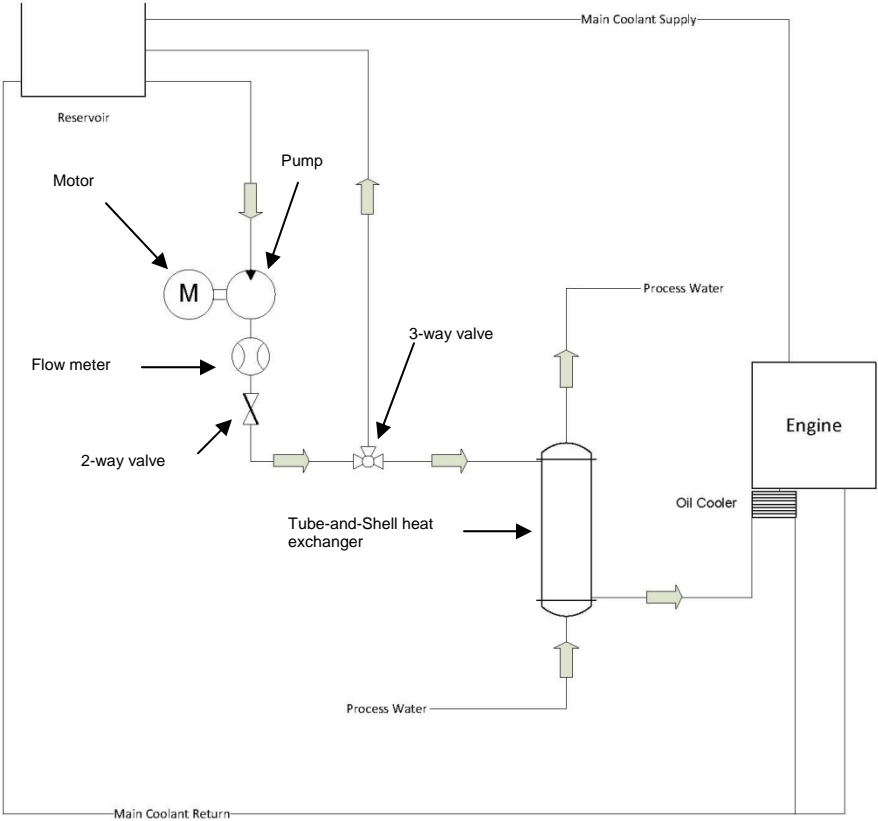 Main Coolant Supply
Reservoir
Pump
Motor
M
Process Water
3-way valve
Flow meter
Engine
2-way valve
Oil Cooler
Tube-and-Shell heat
exchanger
Process Water
Main Coolant Return